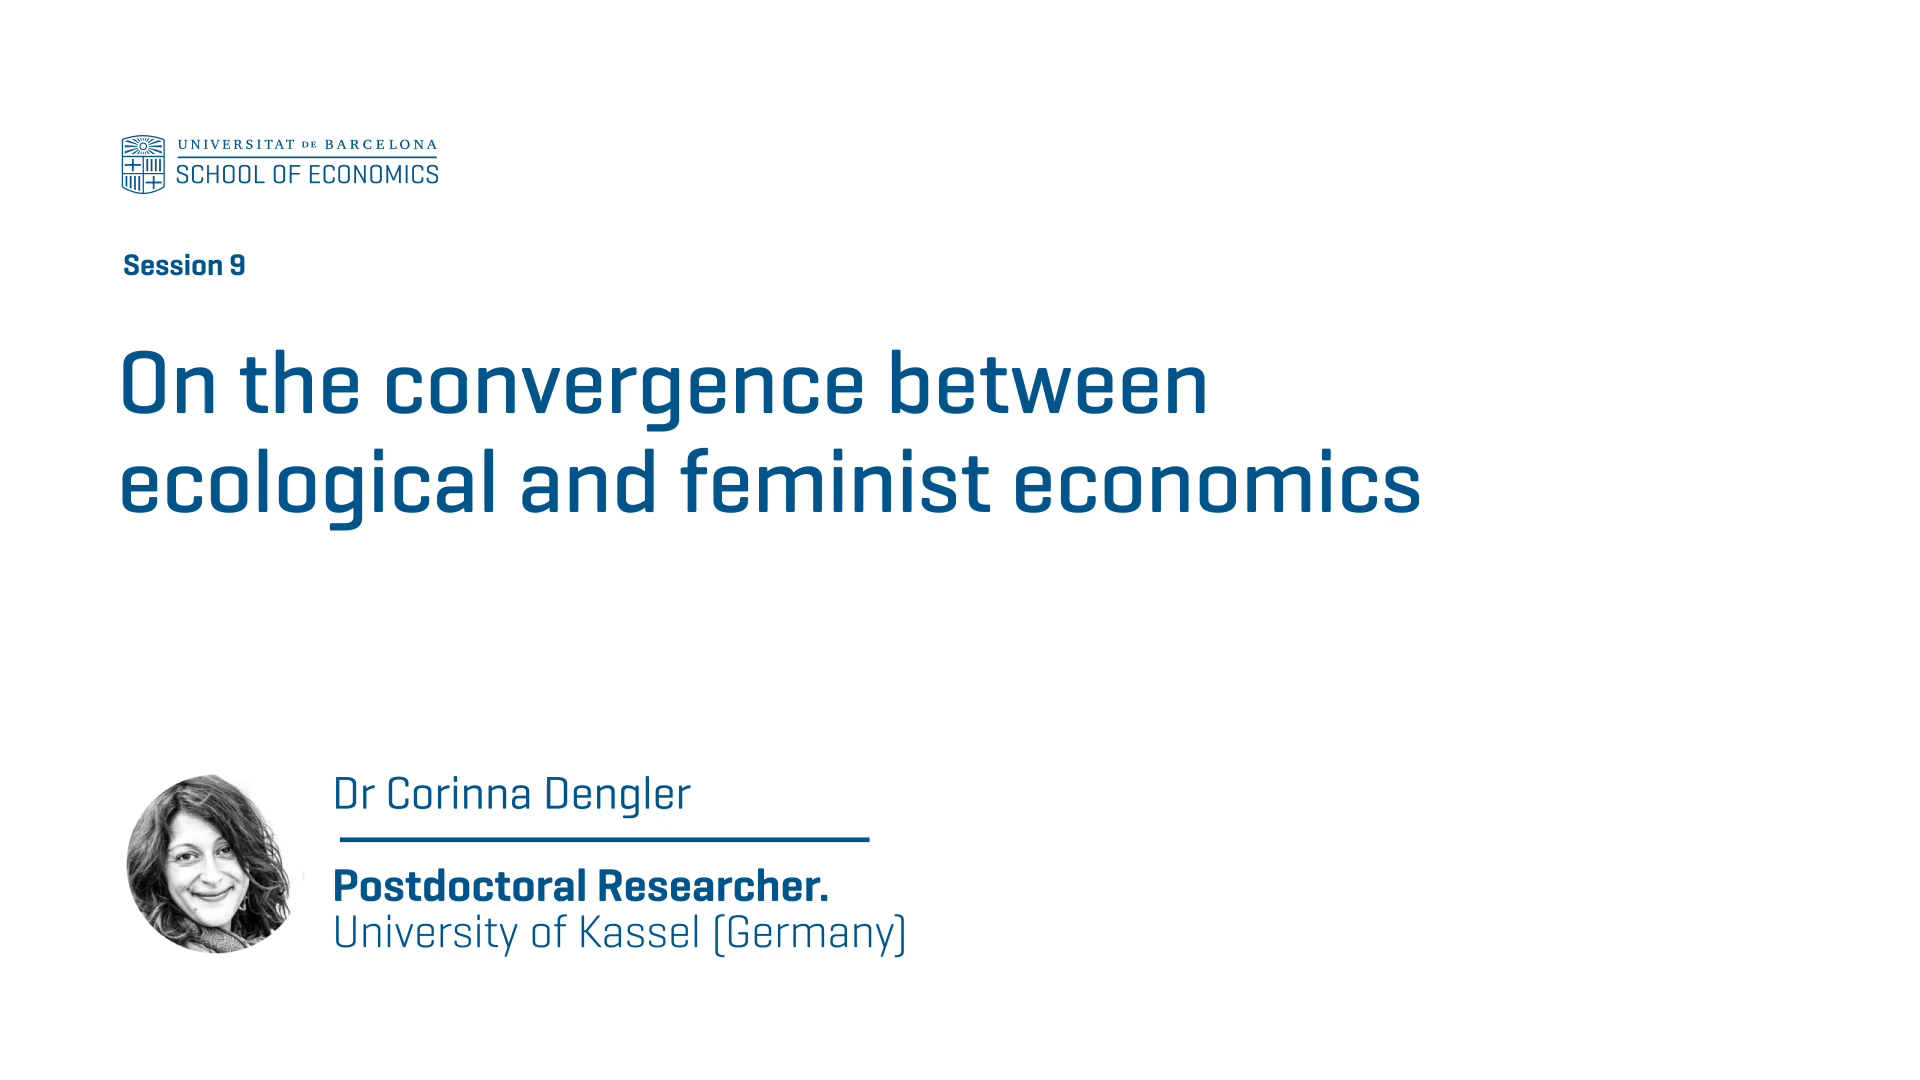 UNIVERSITAT DE BARCELONA
SCHOOL OF ECONOMICS
Session 9
On the convergence between
ecological and feminist economics
Dr Corinna Dengler
Postdoctoral Researcher.
University of Kassel (Germany)